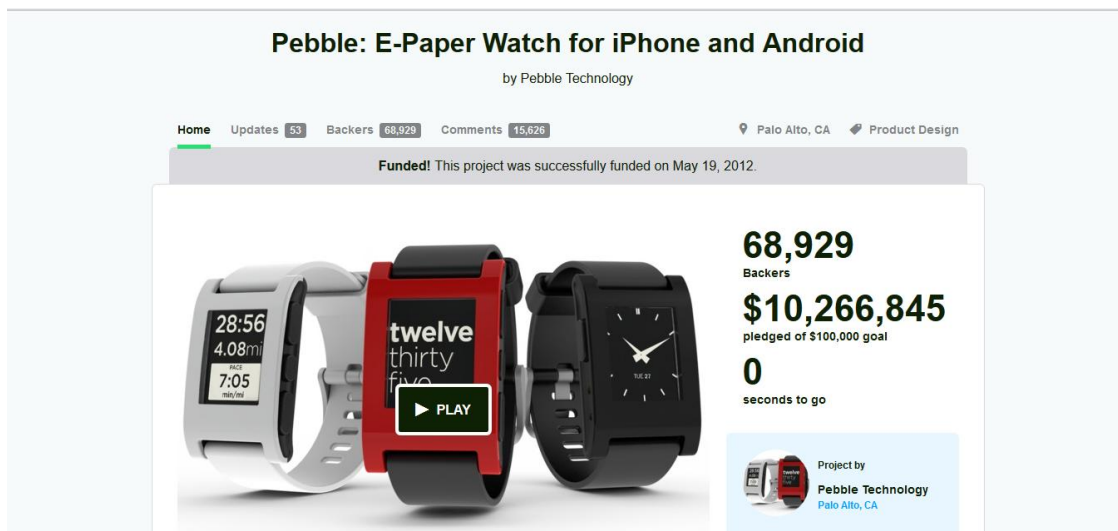 Pebble: E-Paper Watch for iPhone and Android
by Pebble Technology
Home Updates 53 Backers 68,929 Comments 15,626 Palo Alto, CA Product Design
Funded! This project was successfully funded on May 19, 2012.
28:56
4.08mi
PACE
7:05
min/mi
twelve
thirty
five
PLAY
TUE 27
68,929
Backers
$10,266,845
pledged of $100,000 goal
0
seconds to go
Project by
Pebble Technology
Palo Alto, CA